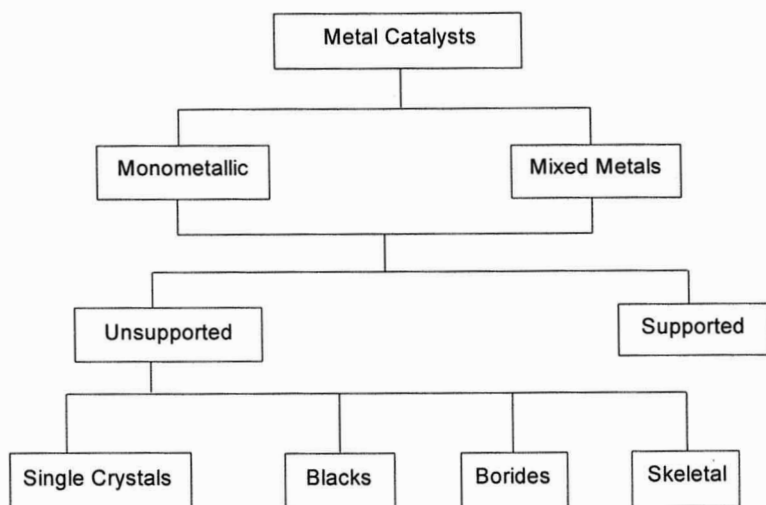 Metal Catalysts
Monometallic
Mixed Metals
Unsupported
Supported
Single Crystals
Blacks
Borides
Skeletal